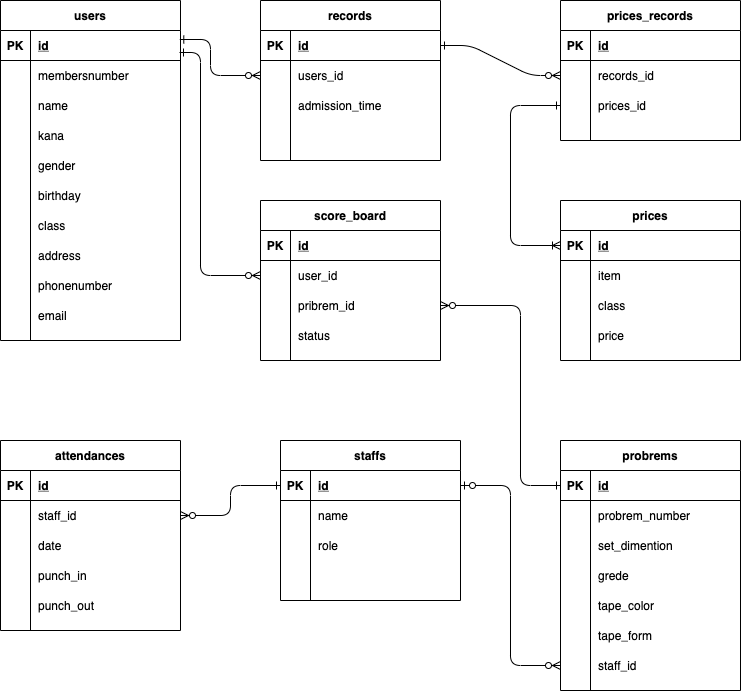 users
PK id
membersnumber
name
kana
gender
birthday
class
address
phonenumber
email
records
PK id
users_id
admission_time
prices_records
PK id
records_id
prices_id
score_board
PK id
user_id
pribrem_id
status
prices
PK id
item
class
price
attendances
PK id
staff_id
date
punch_in
punch_out
staffs
PK id
name
role
probrems
PK id
probrem_number
set_dimention
grede
tape_color
tape_form
staff_id